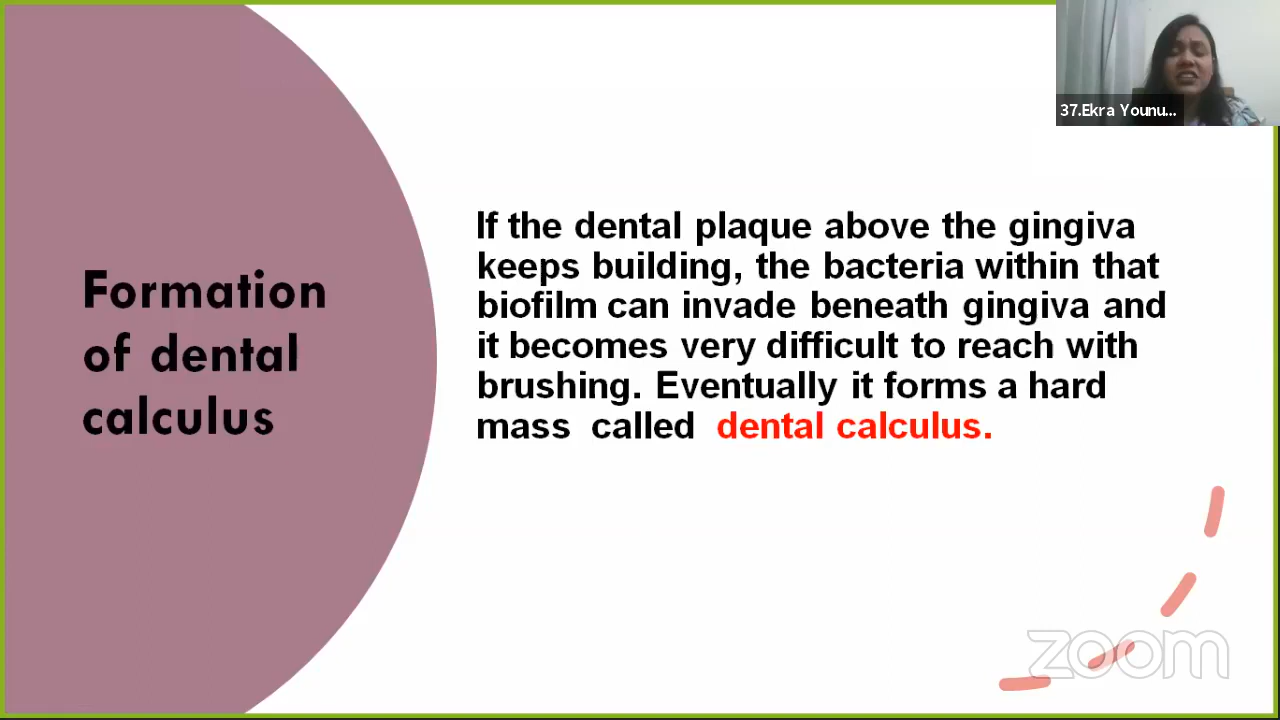 37.Ekra Younu...
Formation
of dental
calculus
If the dental plaque above the gingiva
keeps building, the bacteria within that
biofilm can invade beneath gingiva and
it becomes very difficult to reach with
brushing. Eventually it forms a hard
mass called dental calculus.
zoom